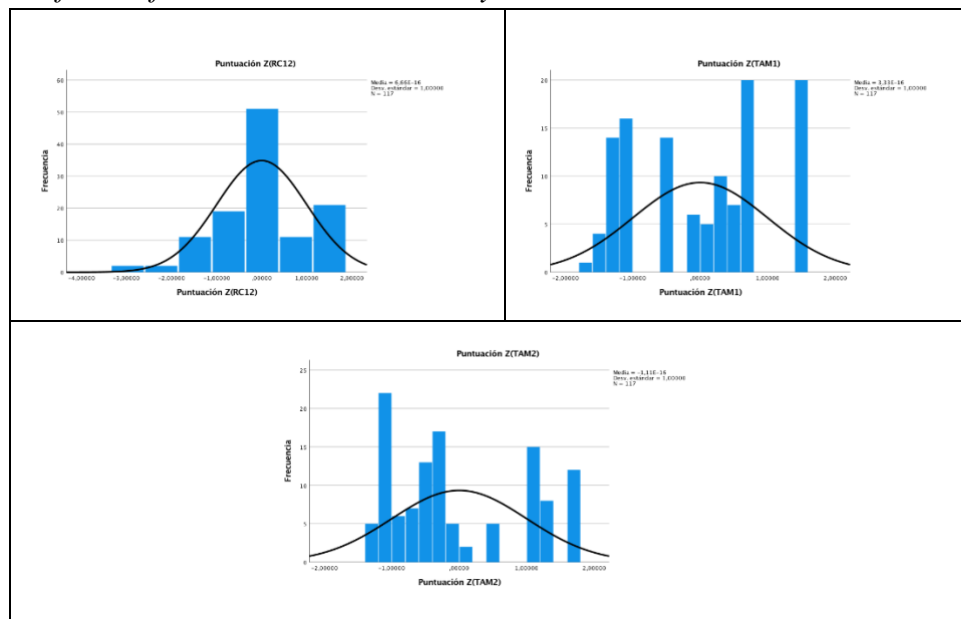 Puntuación Z(RC12)
Media = 6,66E-16
Desv. estándar = 1,00000
N = 117
Frecuencia
60
50
40
30
20
10
0
-4,00000 -3,00000 -2,00000 -1,00000 ,00000 1,00000 2,00000
Puntuación Z(RC12)
Puntuación Z(TAM1)
Media = 3,31E-16
Desv. estándar = 1,00000
N = 117
Frecuencia
20
15
10
5
0
-2,00000 -1,00000 ,00000 1,00000 2,00000
Puntuación Z(TAM1)
Puntuación Z(TAM2)
Media = -3,11E-16
Desv. estándar = 1,00000
N = 117
Frecuencia
25
20
15
10
5
0
-2,00000 -1,00000 ,00000 1,00000 2,00000
Puntuación Z(TAM2)